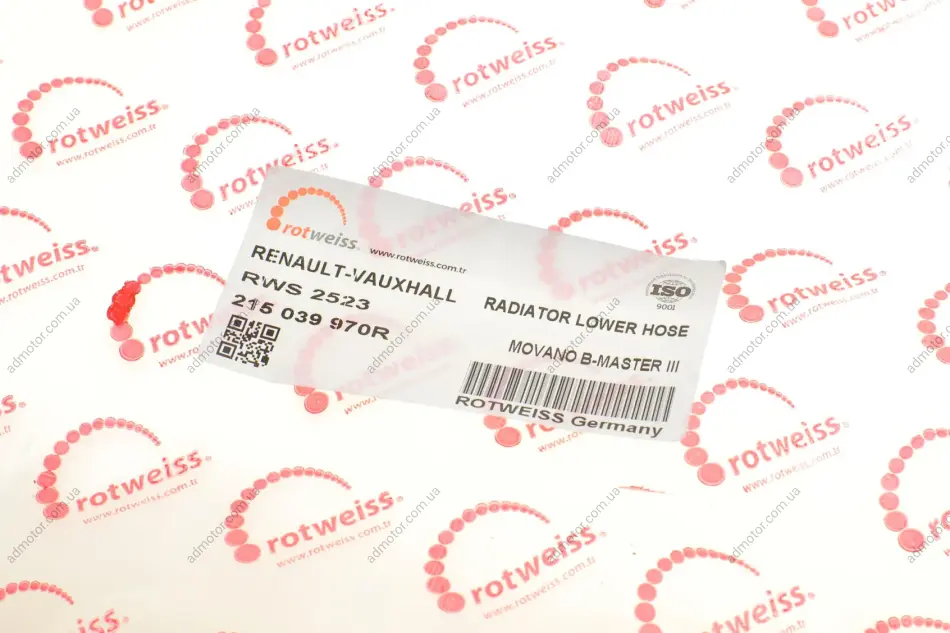 rotweiss.
www.rotweiss.com.tr
RENAULT-VAUXHALL
RWS 2523
215 039 970R
RADIATOR LOWER HOSE
ISO
9001
MOVANO B-MASTER III
ROTWEISS Germany
rotweiss®
www.rotweiss.com.tr
admotor.com.ua